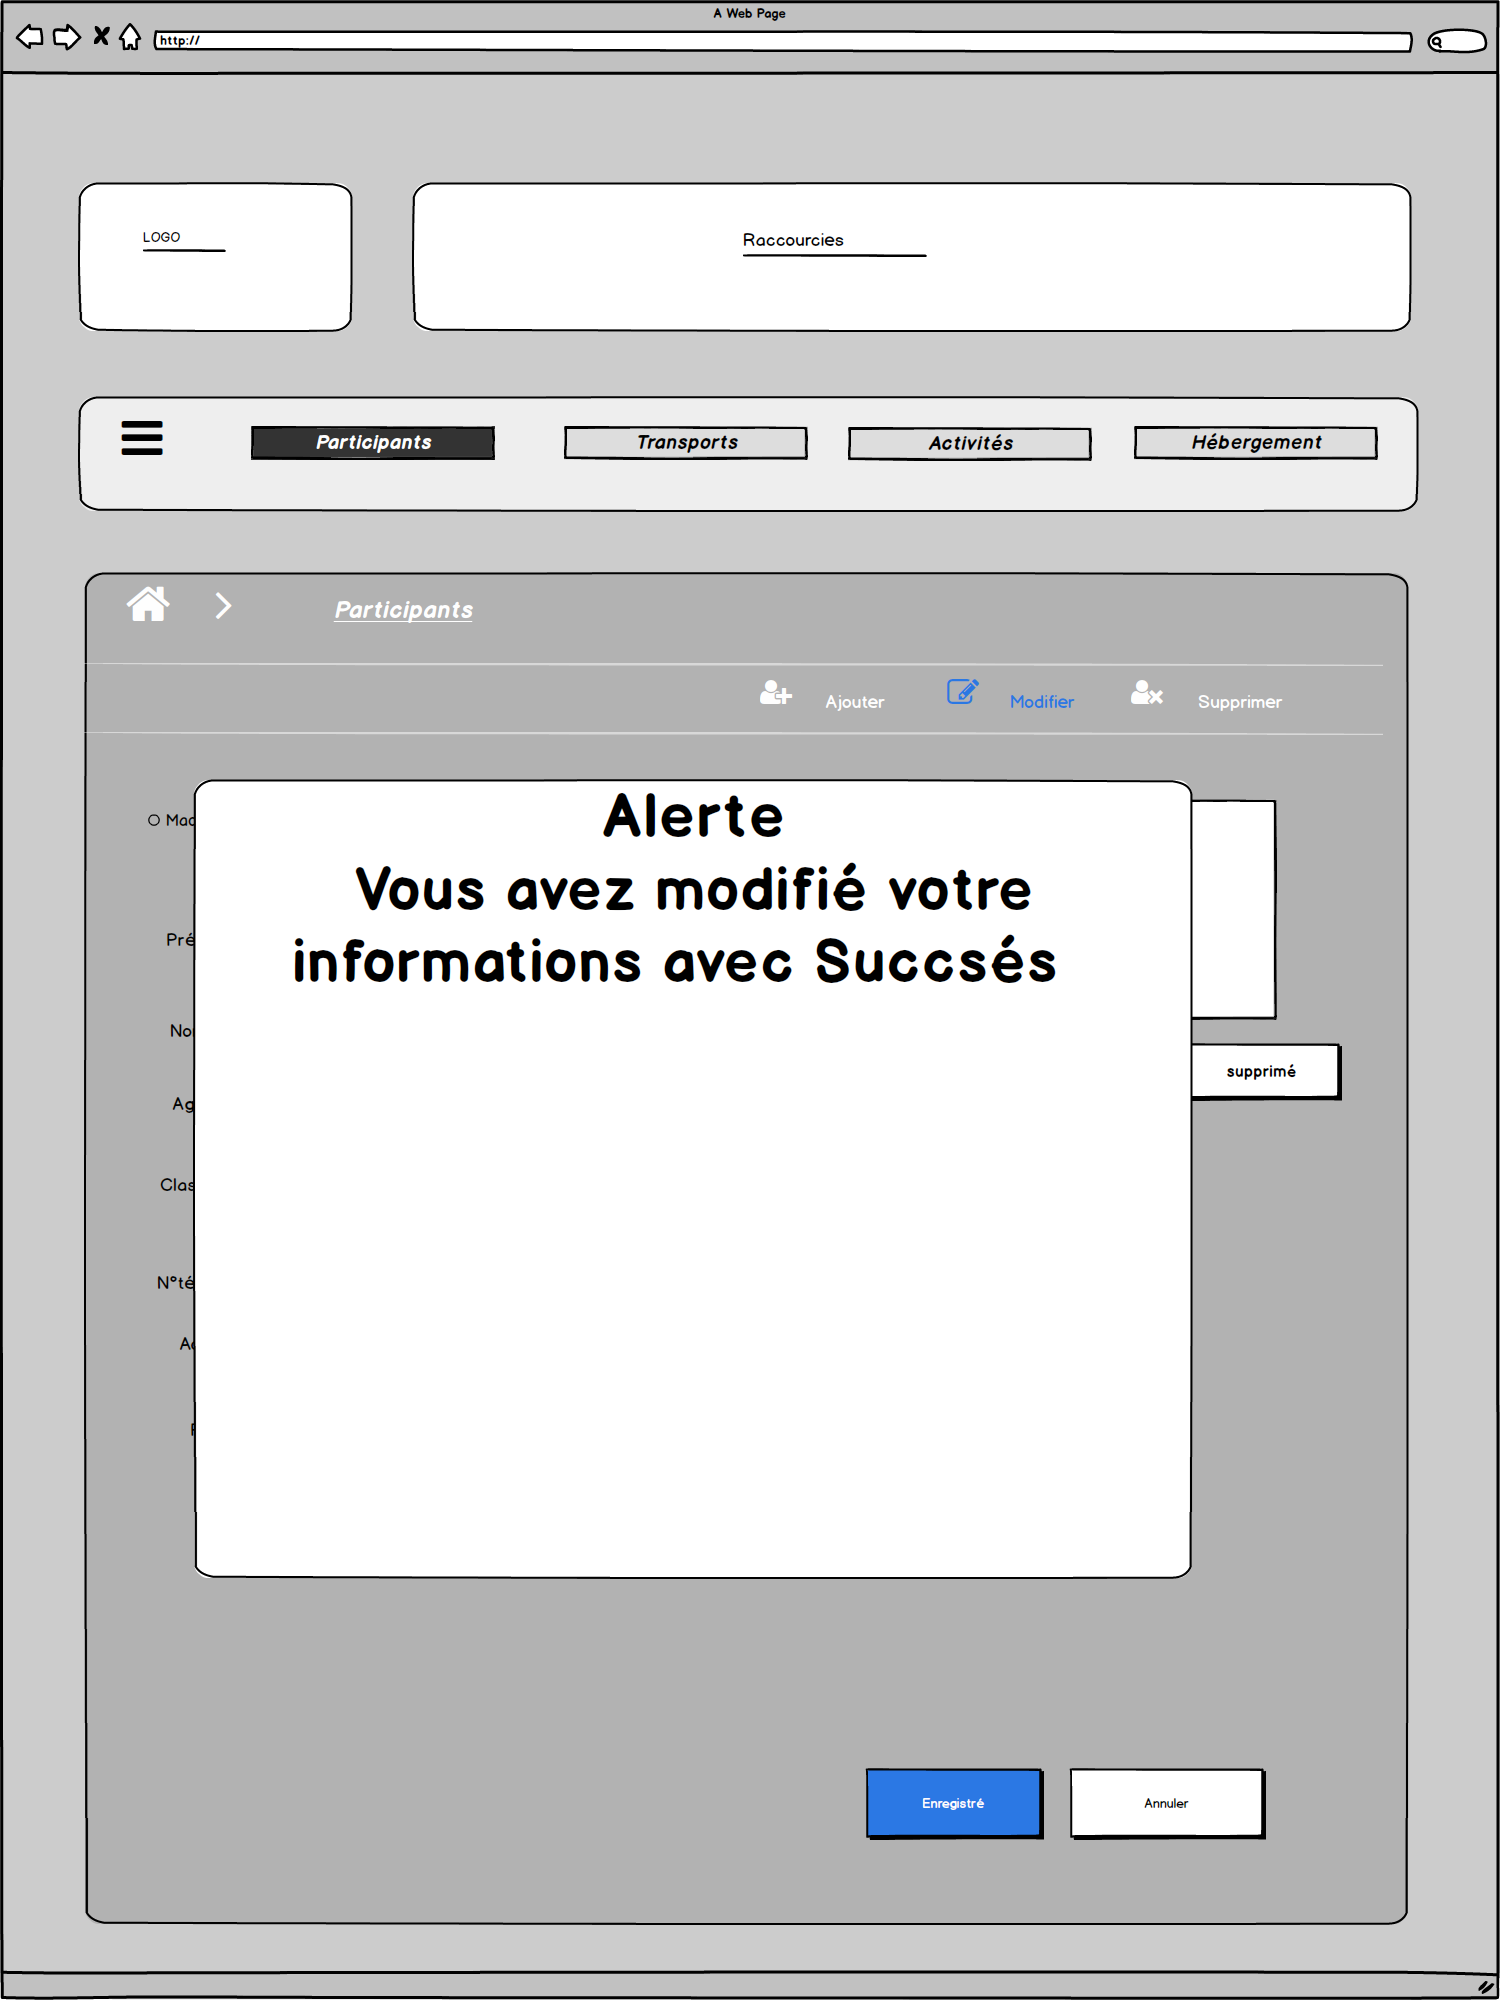 A Web Page
http://
LOGO
Raccourcies
Participants
Transports
Activités
Hébergement
Participants
Ajouter
Modifier
Supprimer
Alerte
Vous avez modifié votre
informations avec Succsés
Mad
Pré
Nor
supprimé
Ag
Clas
N°té
Enregistré
Annuler